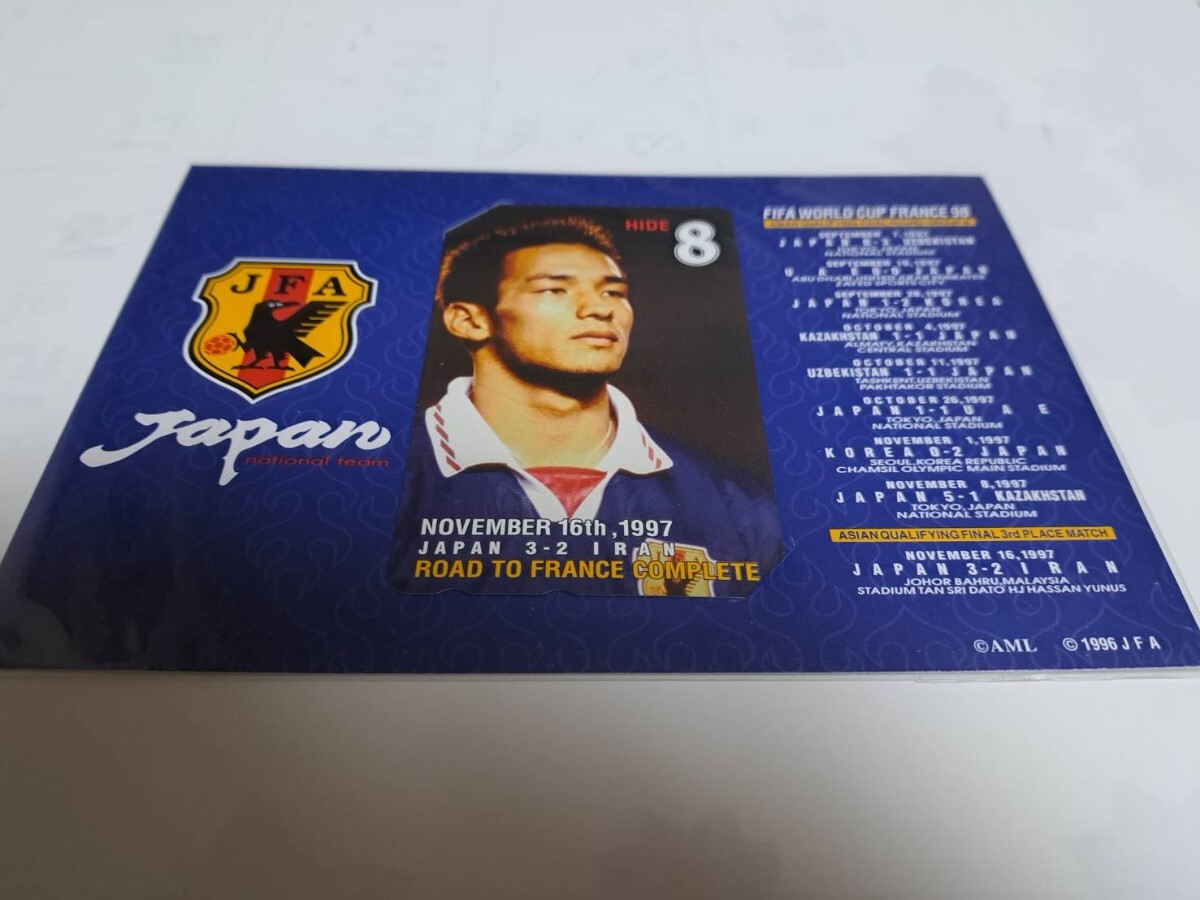 JFA
Japan
national team
HIDE 8
NOVEMBER 16th,1997
JAPAN 3-2 IRAN
ROAD TO FRANCE COMPLETE
FIFA WORLD CUP FRANCE 98
SEPTEMBER 7,1997
JAPAN 6-3 UZBEKISTAN
TOKYO,JAPAN
NATIONAL STADIUM
SEPTEMBER 19,1997
U A E 0-0 JAPAN
ABU DHABI,UNITED ARAB EMIRATES
ZAYED SPORTS CITY
SEPTEMBER 28,1997
JAPAN 1-2 KOREA
TOKYO,JAPAN
NATIONAL STADIUM
OCTOBER 4,1997
KAZAKHSTAN 1-1 JAPAN
ALMATY,KAZAKHSTAN
CENTRAL STADIUM
OCTOBER 11,1997
UZBEKISTAN 1-1 JAPAN
TASHKENT,UZBEKISTAN
PAKHTAKOR STADIUM
OCTOBER 26,1997
JAPAN 1-1 U A E
TOKYO,JAPAN
NATIONAL STADIUM
NOVEMBER 1,1997
KOREA 0-2 JAPAN
SEOUL,KOREA REPUBLIC
CHAMSIL OLYMPIC MAIN STADIUM
NOVEMBER 8,1997
JAPAN 5-1 KAZAKHSTAN
TOKYO,JAPAN
NATIONAL STADIUM
ASIAN QUALIFYING FINAL 3rd PLACE MATCH
NOVEMBER 16,1997
JAPAN 3-2 IRAN
JOHOR BAHRU,MALAYSIA
STADIUM TAN SRI DATO' HJ HASSAN YUNUS
©AML ©1996 J F A